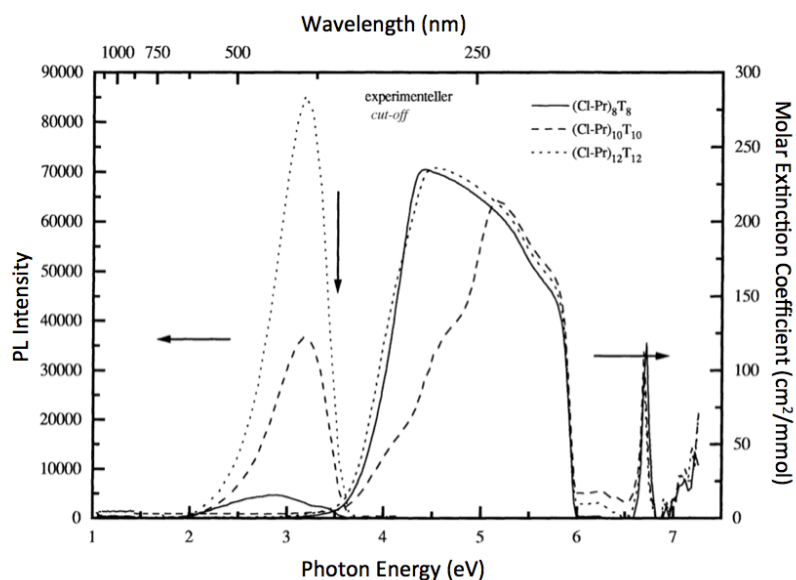 Wavelength (nm)
1000 750 500 250
90000
80000
70000
60000
50000
40000
30000
20000
10000
0
PL Intensity
experimenteller
cut-off
(Cl-Pr)₈T₈
(Cl-Pr)₁₀T₁₀
(Cl-Pr)₁₂T₁₂
300
250
200
150
100
50
0
Molar Extinction Coefficient (cm²/mmol)
1 2 3 4 5 6 7
Photon Energy (eV)